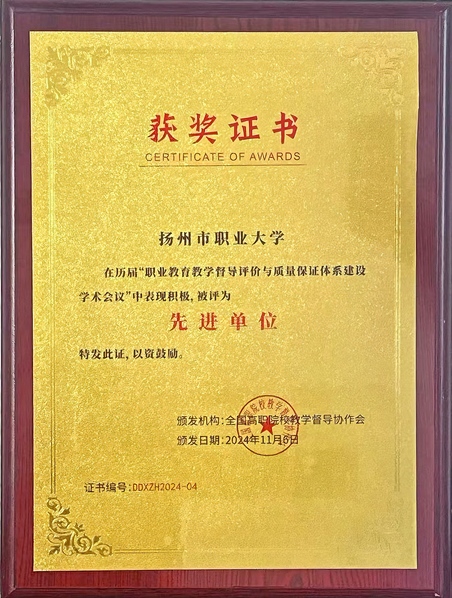 获奖证书
CERTIFICATE OF AWARDS
扬州市职业大学
在历届“职业教育教学督导评价与质量保证体系建设
学术会议”中表现积极,被评为
先进单位
特发此证,以资鼓励。
颁发机构:全国高职院校教学督导协作会
颁发日期:2024年11月6日
证书编号:DDXZH2024-04